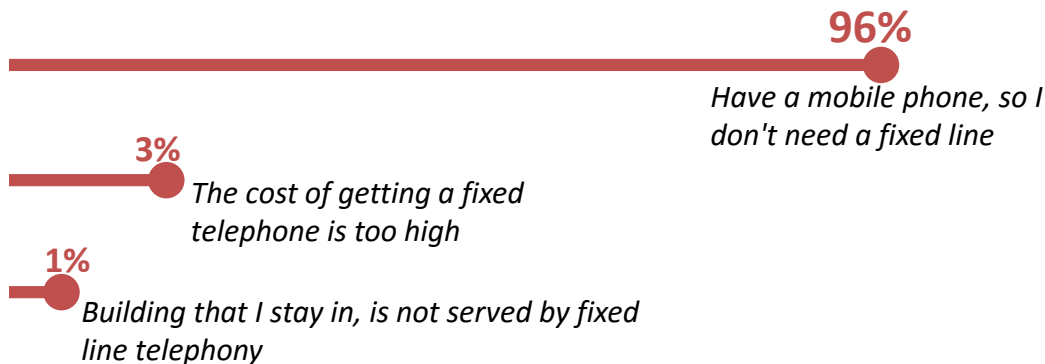 96%
Have a mobile phone, so I
don't need a fixed line
3%
The cost of getting a fixed
telephone is too high
1%
Building that I stay in, is not served by fixed
line telephony